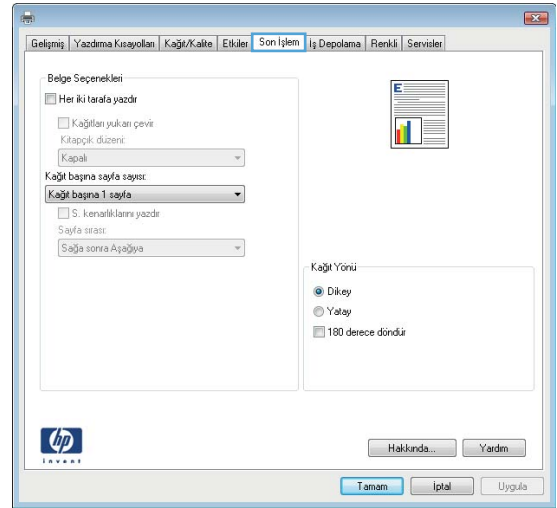 Gelişmiş Yazdırma Kısayolları Kağıt/Kalite Etkiler Son İşlem İş Depolama Renkli Servisler
Belge Seçenekleri
Her iki tarafa yazdır
Kağıtları yukarı çevir
Kitapçık düzeni:
Kapalı
Kağıt başına sayfa sayısı:
Kağıt başına 1 sayfa
S. kenarlıklarını yazdır
Sayfa sırası:
Sağa sonra Aşağıya
E
Kağıt Yönü
Dikey
Yatay
180 derece döndür
hp
invent
Hakkında... Yardım
Tamam İptal Uygula